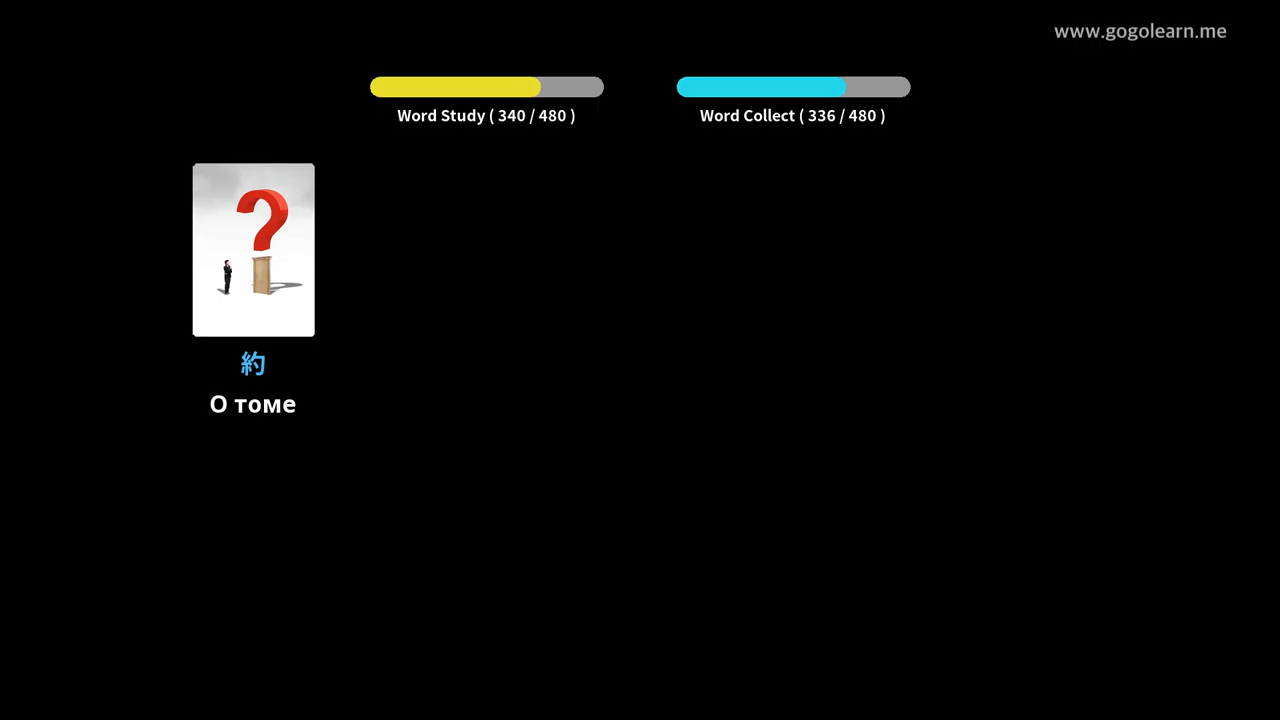 www.gogolearn.me
Word Study ( 340 / 480 )
Word Collect ( 336 / 480 )
約
О томе